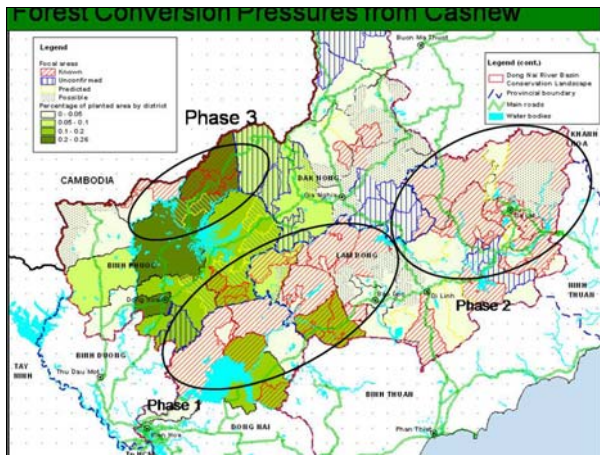 Forest Conversion Pressures from Cashew
Legend
Focal areas
Known
Unconfirmed
Predicted
Possible
Percentage of planted area by district
0 - 0.05
0.05 - 0.1
0.1 - 0.2
0.2 - 0.26
Buon Ma Thuot
Legend (cont.)
Dong Nai River Basin
Conservation Landscape
Provincial boundary
Main roads
Water bodies
Phase 3
KHANH
HOA
CAMBODIA
DAK NONG
Gia Nghia
BINH PHUOC
LAM DONG
Di Linh
Phase 2
NINH
THUAN
BINH DUONG
TAY
NINH
Thu Dau Mot
BINH THUAN
Phase 1
DONG NAI
Phan Thiet